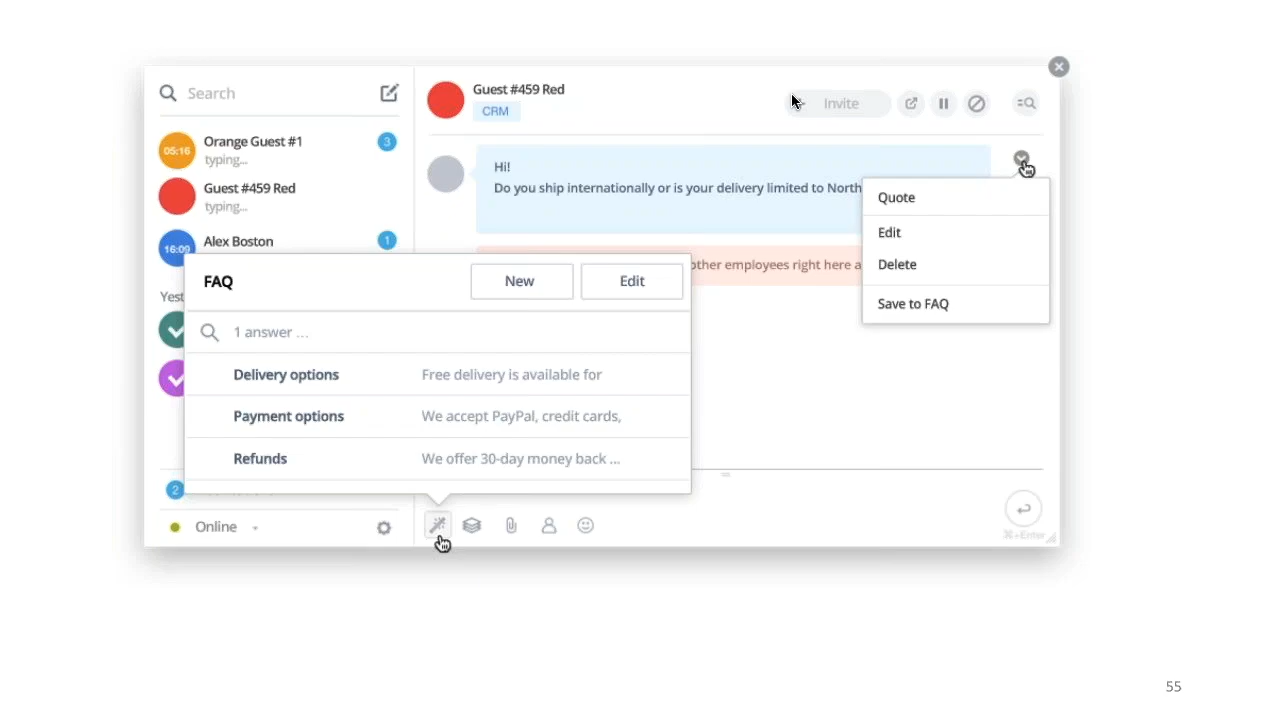 Search
Orange Guest #1
05:16
3
typing...
Guest #459 Red
typing...
Alex Boston
16:09
1
Yest
2
Online
Guest #459 Red
CRM
Invite
Hi!
Do you ship internationally or is your delivery limited to North
other employees right here a
Quote
Edit
Delete
Save to FAQ
FAQ
New
Edit
1 answer ...
Delivery options
Free delivery is available for
Payment options
We accept PayPal, credit cards,
Refunds
We offer 30-day money back ...
⌘+Enter
55